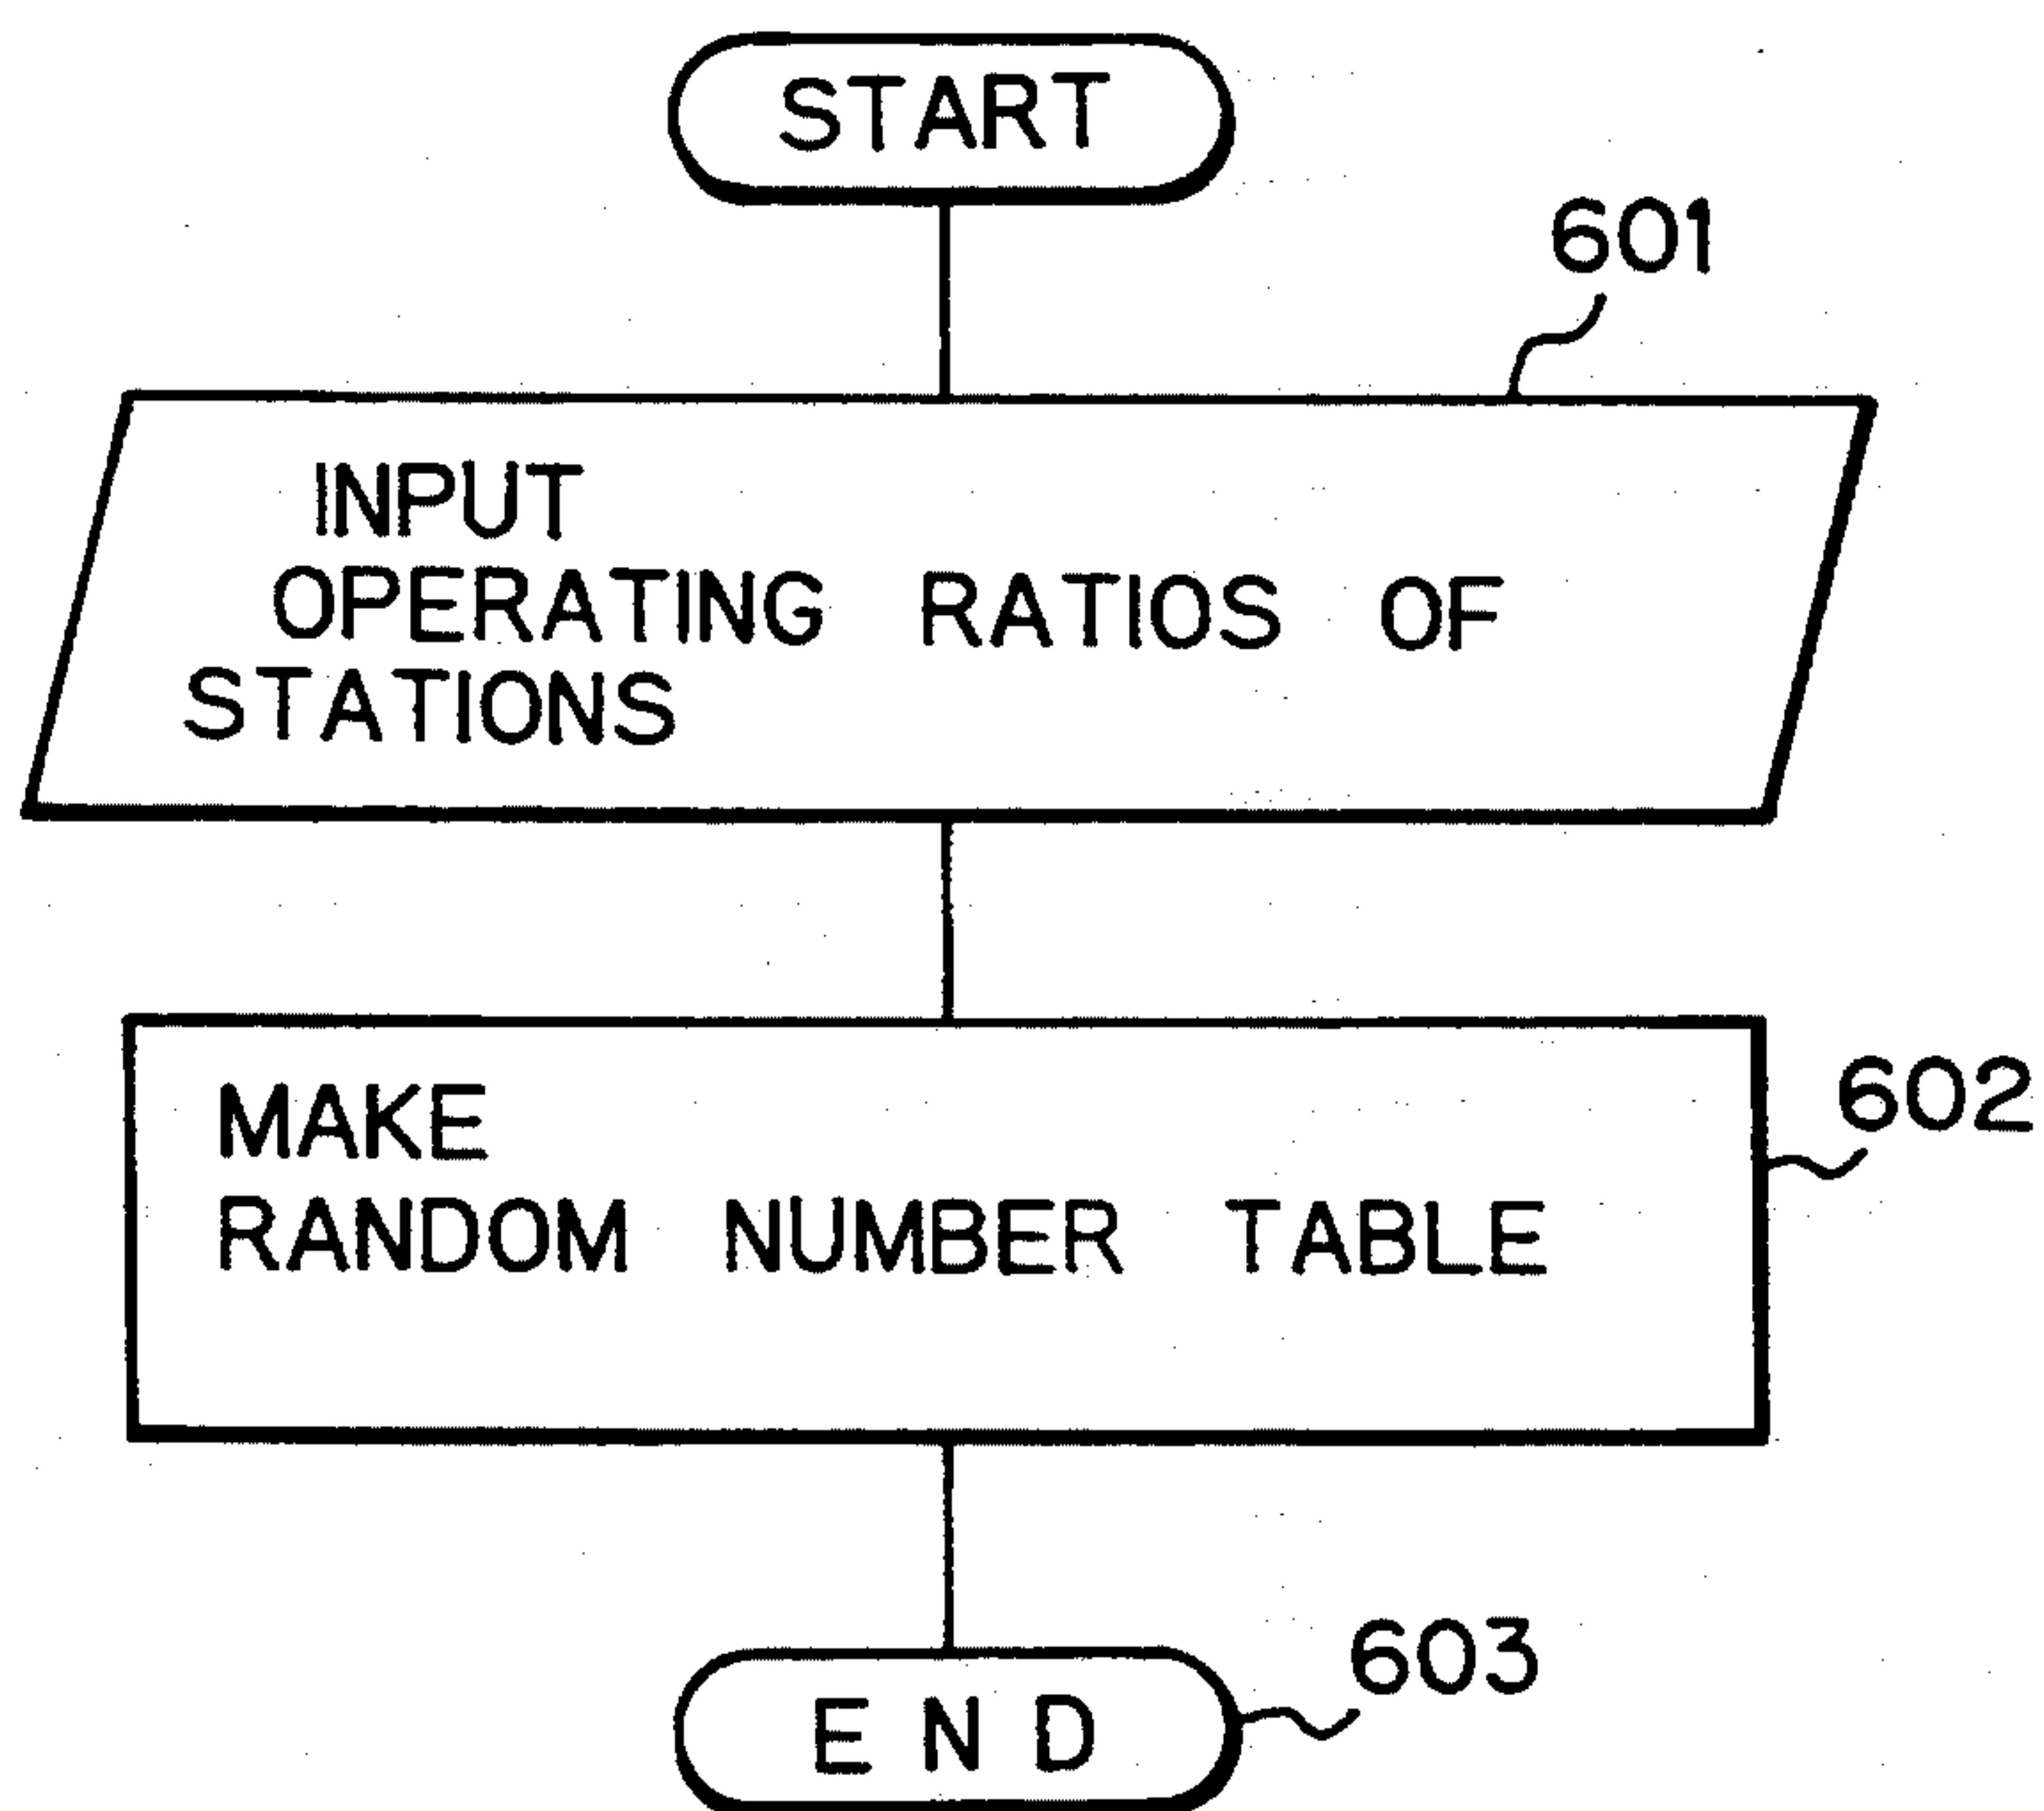 START
601
INPUT
OPERATING RATIOS OF
STATIONS
MAKE
602
RANDOM NUMBER TABLE
603
END